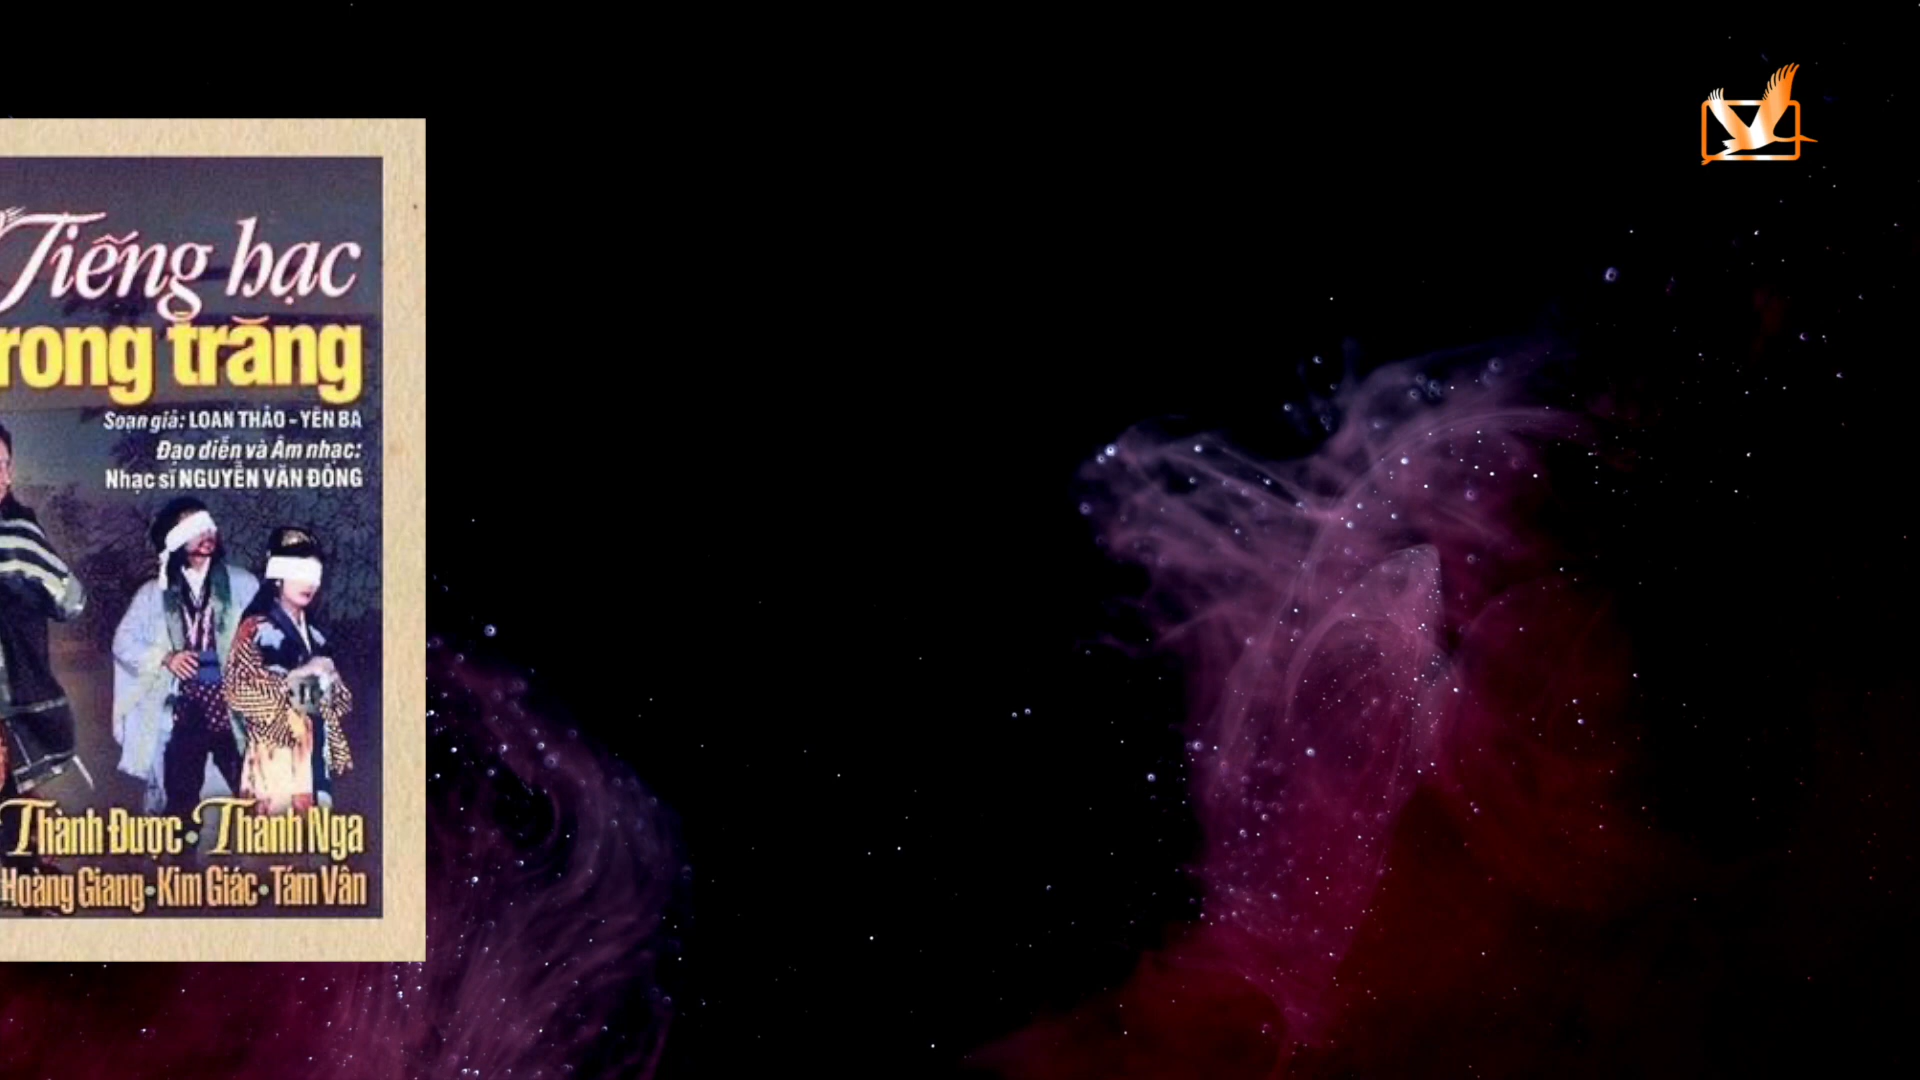 Tiếng hạc
rong trăng
Soạn giả: LOAN THẢO - YÊN BA
Đạo diễn và Âm nhạc:
Nhạc sĩ NGUYỄN VĂN ĐÔNG
Thành Được • Thanh Nga
Hoàng Giang • Kim Giác • Tám Vân